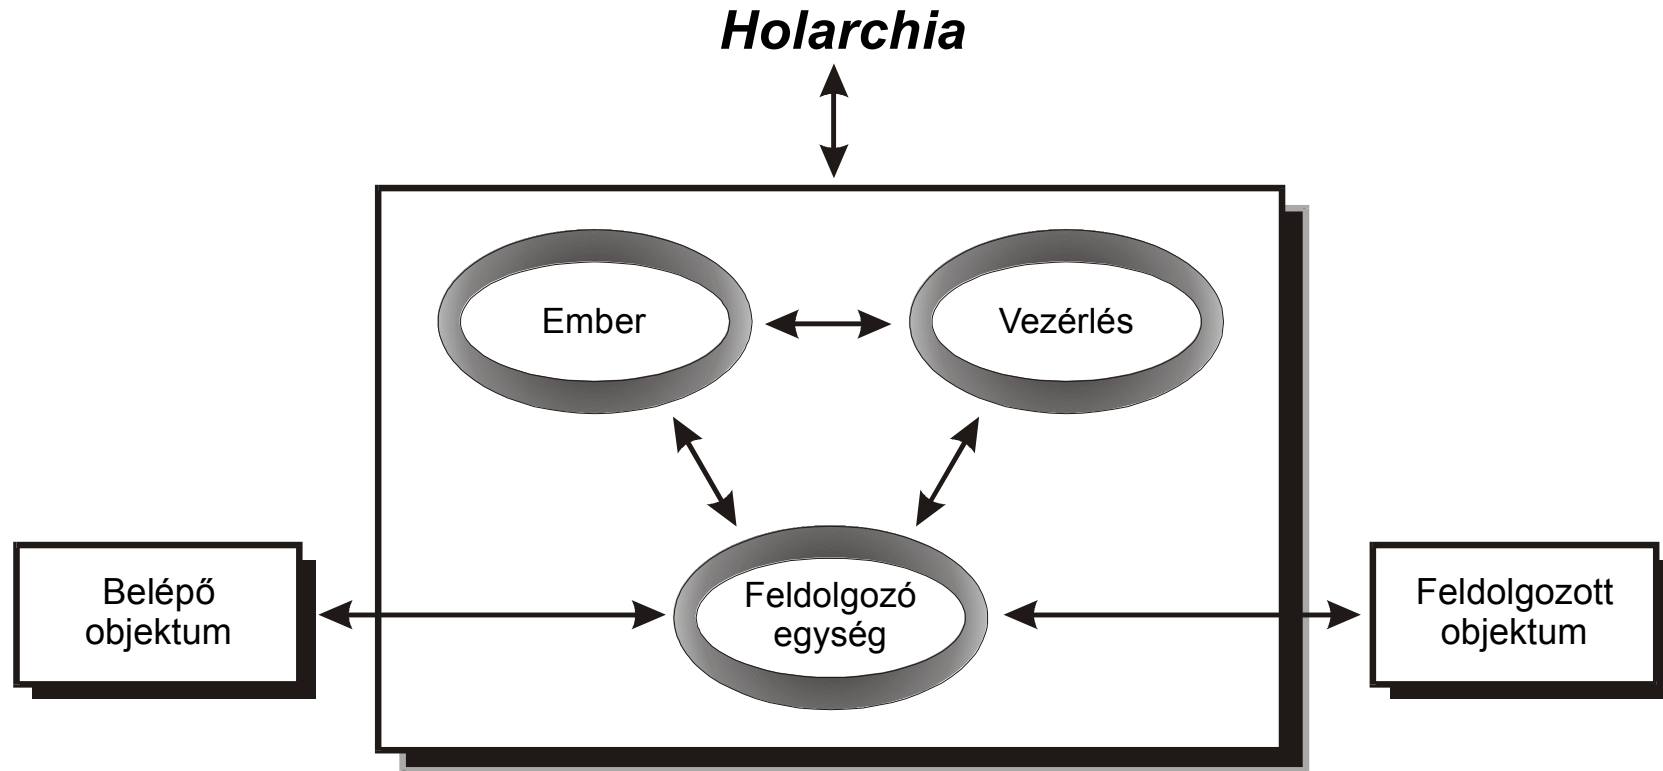 Holarchia
Ember
Vezérlés
Belépő
objektum
Feldolgozó
egység
Feldolgozott
objektum